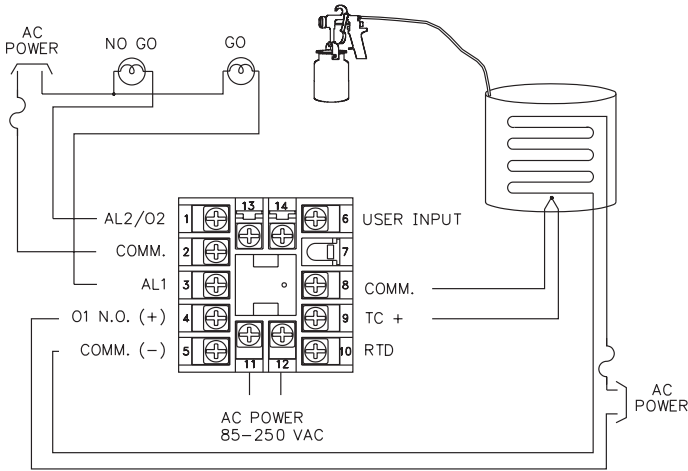 AC
POWER
NO GO
GO
13 14
AL2/O2 1
6 USER INPUT
COMM. 2
7
AL1 3
8 COMM.
O1 N.O. (+) 4
9 TC +
COMM. (-) 5
10 RTD
11 12
AC POWER
85-250 VAC
AC
POWER